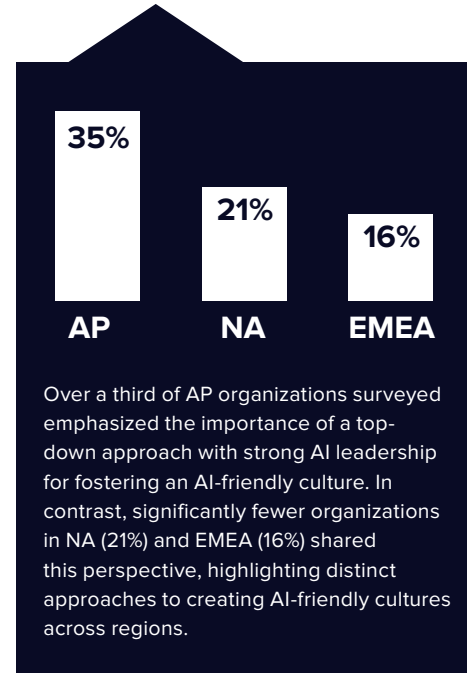 35%
21%
16%
AP
NA
EMEA
Over a third of AP organizations surveyed
emphasized the importance of a top-
down approach with strong AI leadership
for fostering an AI-friendly culture. In
contrast, significantly fewer organizations
in NA (21%) and EMEA (16%) shared
this perspective, highlighting distinct
approaches to creating AI-friendly cultures
across regions.